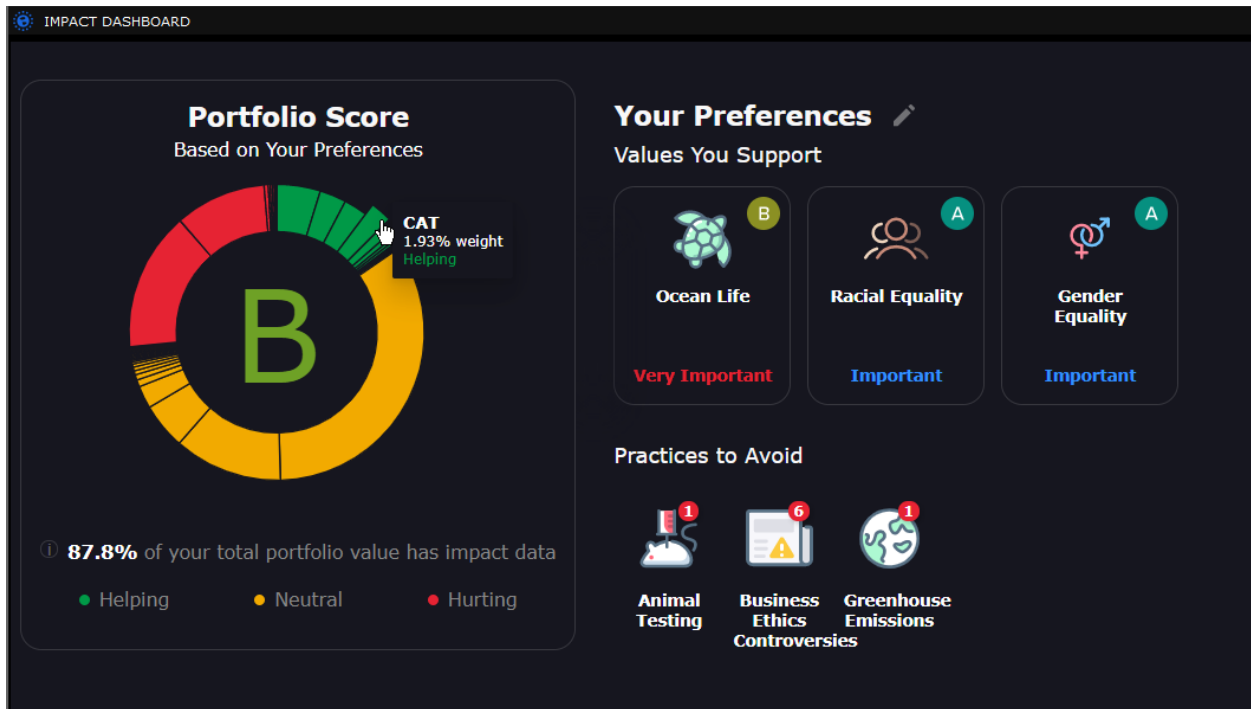 IMPACT DASHBOARD
Portfolio Score
Based on Your Preferences
CAT
1.93% weight
Helping
B
ⓘ 87.8% of your total portfolio value has impact data
Helping
Neutral
Hurting
Your Preferences
Values You Support
B
Ocean Life
Very Important
A
Racial Equality
Important
A
Gender
Equality
Important
Practices to Avoid
1
Animal
Testing
6
Business
Ethics
Controversies
1
Greenhouse
Emissions